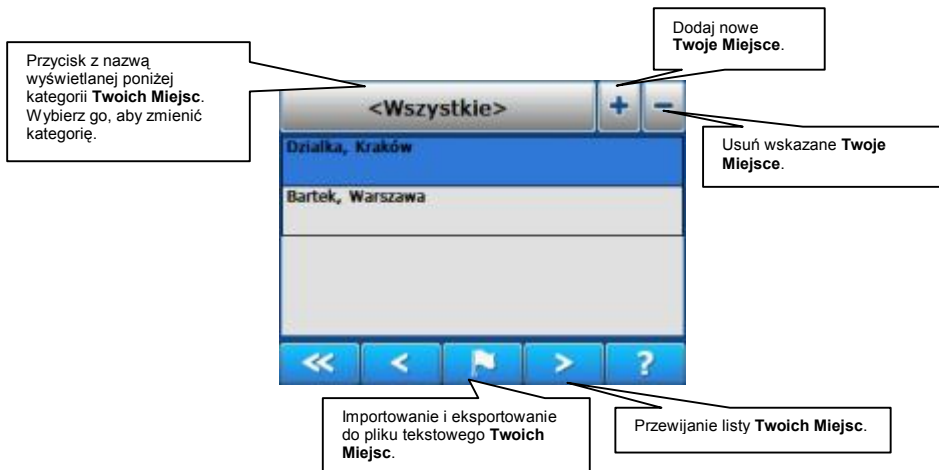 Dodaj nowe
Twoje Miejsce.
Przycisk z nazwą
wyświetlanej poniżej
kategorii Twoich Miejsc.
Wybierz go, aby zmienić
kategorię.
<Wszystkie>
+
-
Usuń wskazane Twoje
Miejsce.
Dzialka, Kraków
Bartek, Warszawa
<< < > ?
Importowanie i eksportowanie
do pliku tekstowego Twoich
Miejsc.
Przewijanie listy Twoich Miejsc.